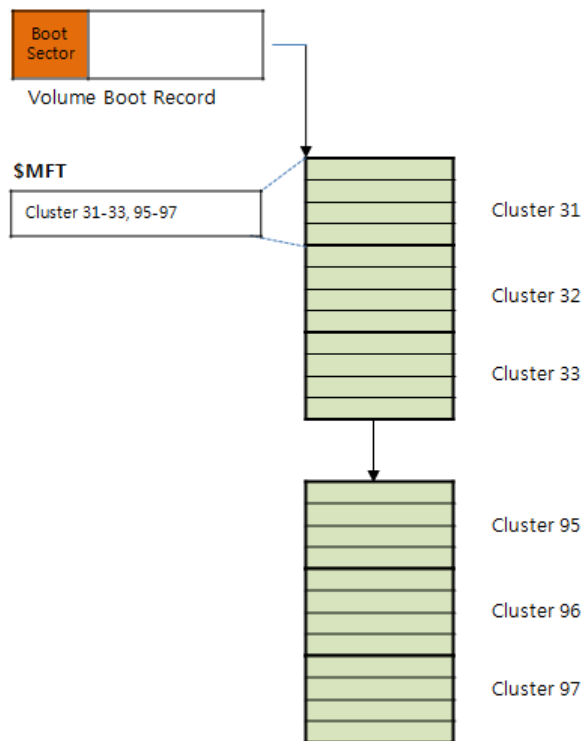 Boot
Sector
Volume Boot Record
$MFT
Cluster 31-33, 95-97
Cluster 31
Cluster 32
Cluster 33
Cluster 95
Cluster 96
Cluster 97